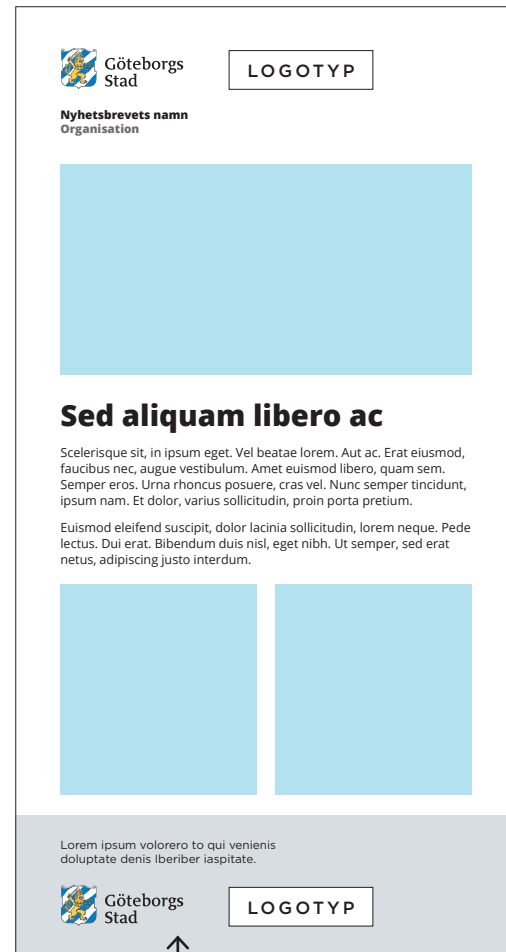 Göteborgs
Stad
LOGOTYP
Nyhetsbrevets namn
Organisation
Sed aliquam libero ac
Scelerisque sit, in ipsum eget. Vel beatae lorem. Aut ac. Erat eiusmod,
faucibus nec, augue vestibulum. Amet euismod libero, quam sem.
Semper eros. Urna rhoncus posuere, cras vel. Nunc semper tincidunt,
ipsum nam. Et dolor, varius sollicitudin, proin porta pretium.
Euismod eleifend suscipit, dolor lacinia sollicitudin, lorem neque. Pede
lectus. Dui erat. Bibendum duis nisl, eget nibh. Ut semper, sed erat
netus, adipiscing justo interdum.
Lorem ipsum volorero to qui venienis
doluptate denis Iberiber iaspitate.
Göteborgs
Stad
LOGOTYP